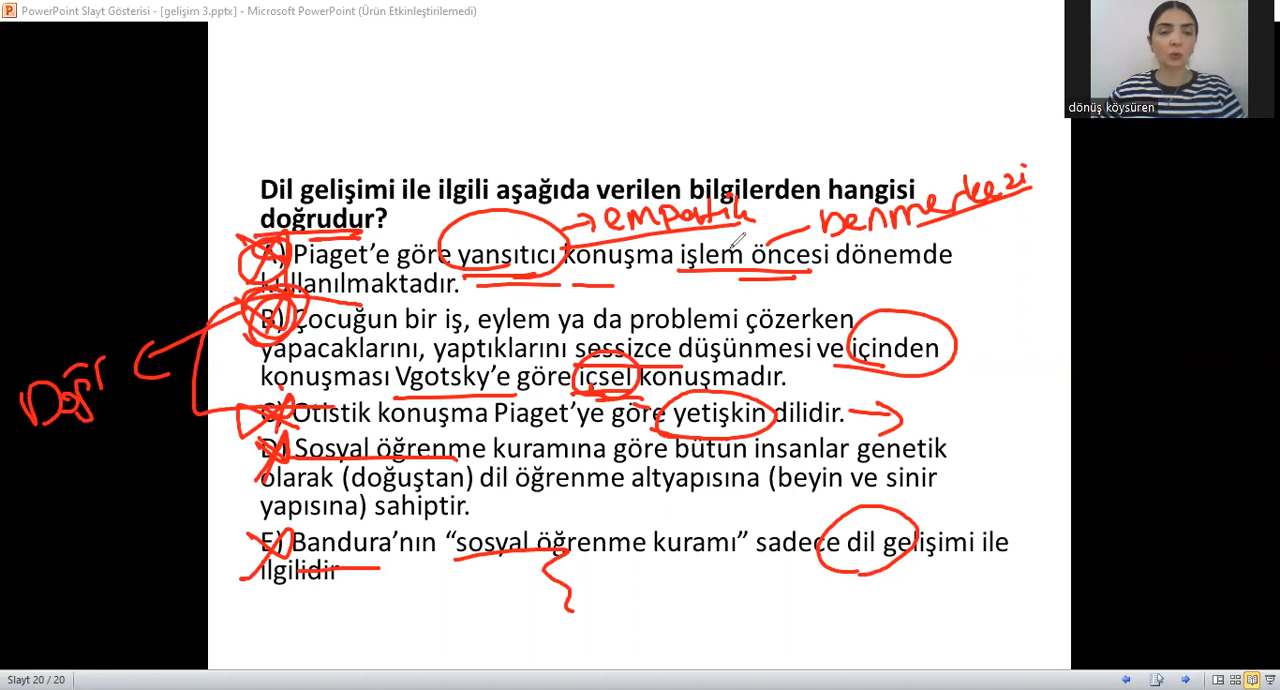 PowerPoint Slayt Gösterisi - [gelişim 3.pptx] - Microsoft PowerPoint (Ürün Etkinleştirilemedi)
dönüş köysüren
Dil gelişimi ile ilgili aşağıda verilen bilgilerden hangisi
doğrudur?
empatik
benmerkezi
A) Piaget’e göre yansıtıcı konuşma işlem öncesi dönemde
kullanılmaktadır.
B) Çocuğun bir iş, eylem ya da problemi çözerken
yapacaklarını, yaptıklarını sessizce düşünmesi ve içinden
konuşması Vgotsky’e göre içsel konuşmadır.
Doğr
C) Otistik konuşma Piaget’ye göre yetişkin dilidir.
D) Sosyal öğrenme kuramına göre bütün insanlar genetik
olarak (doğuştan) dil öğrenme altyapısına (beyin ve sinir
yapısına) sahiptir.
E) Bandura’nın “sosyal öğrenme kuramı” sadece dil gelişimi ile
ilgilidir
Slayt 20 / 20